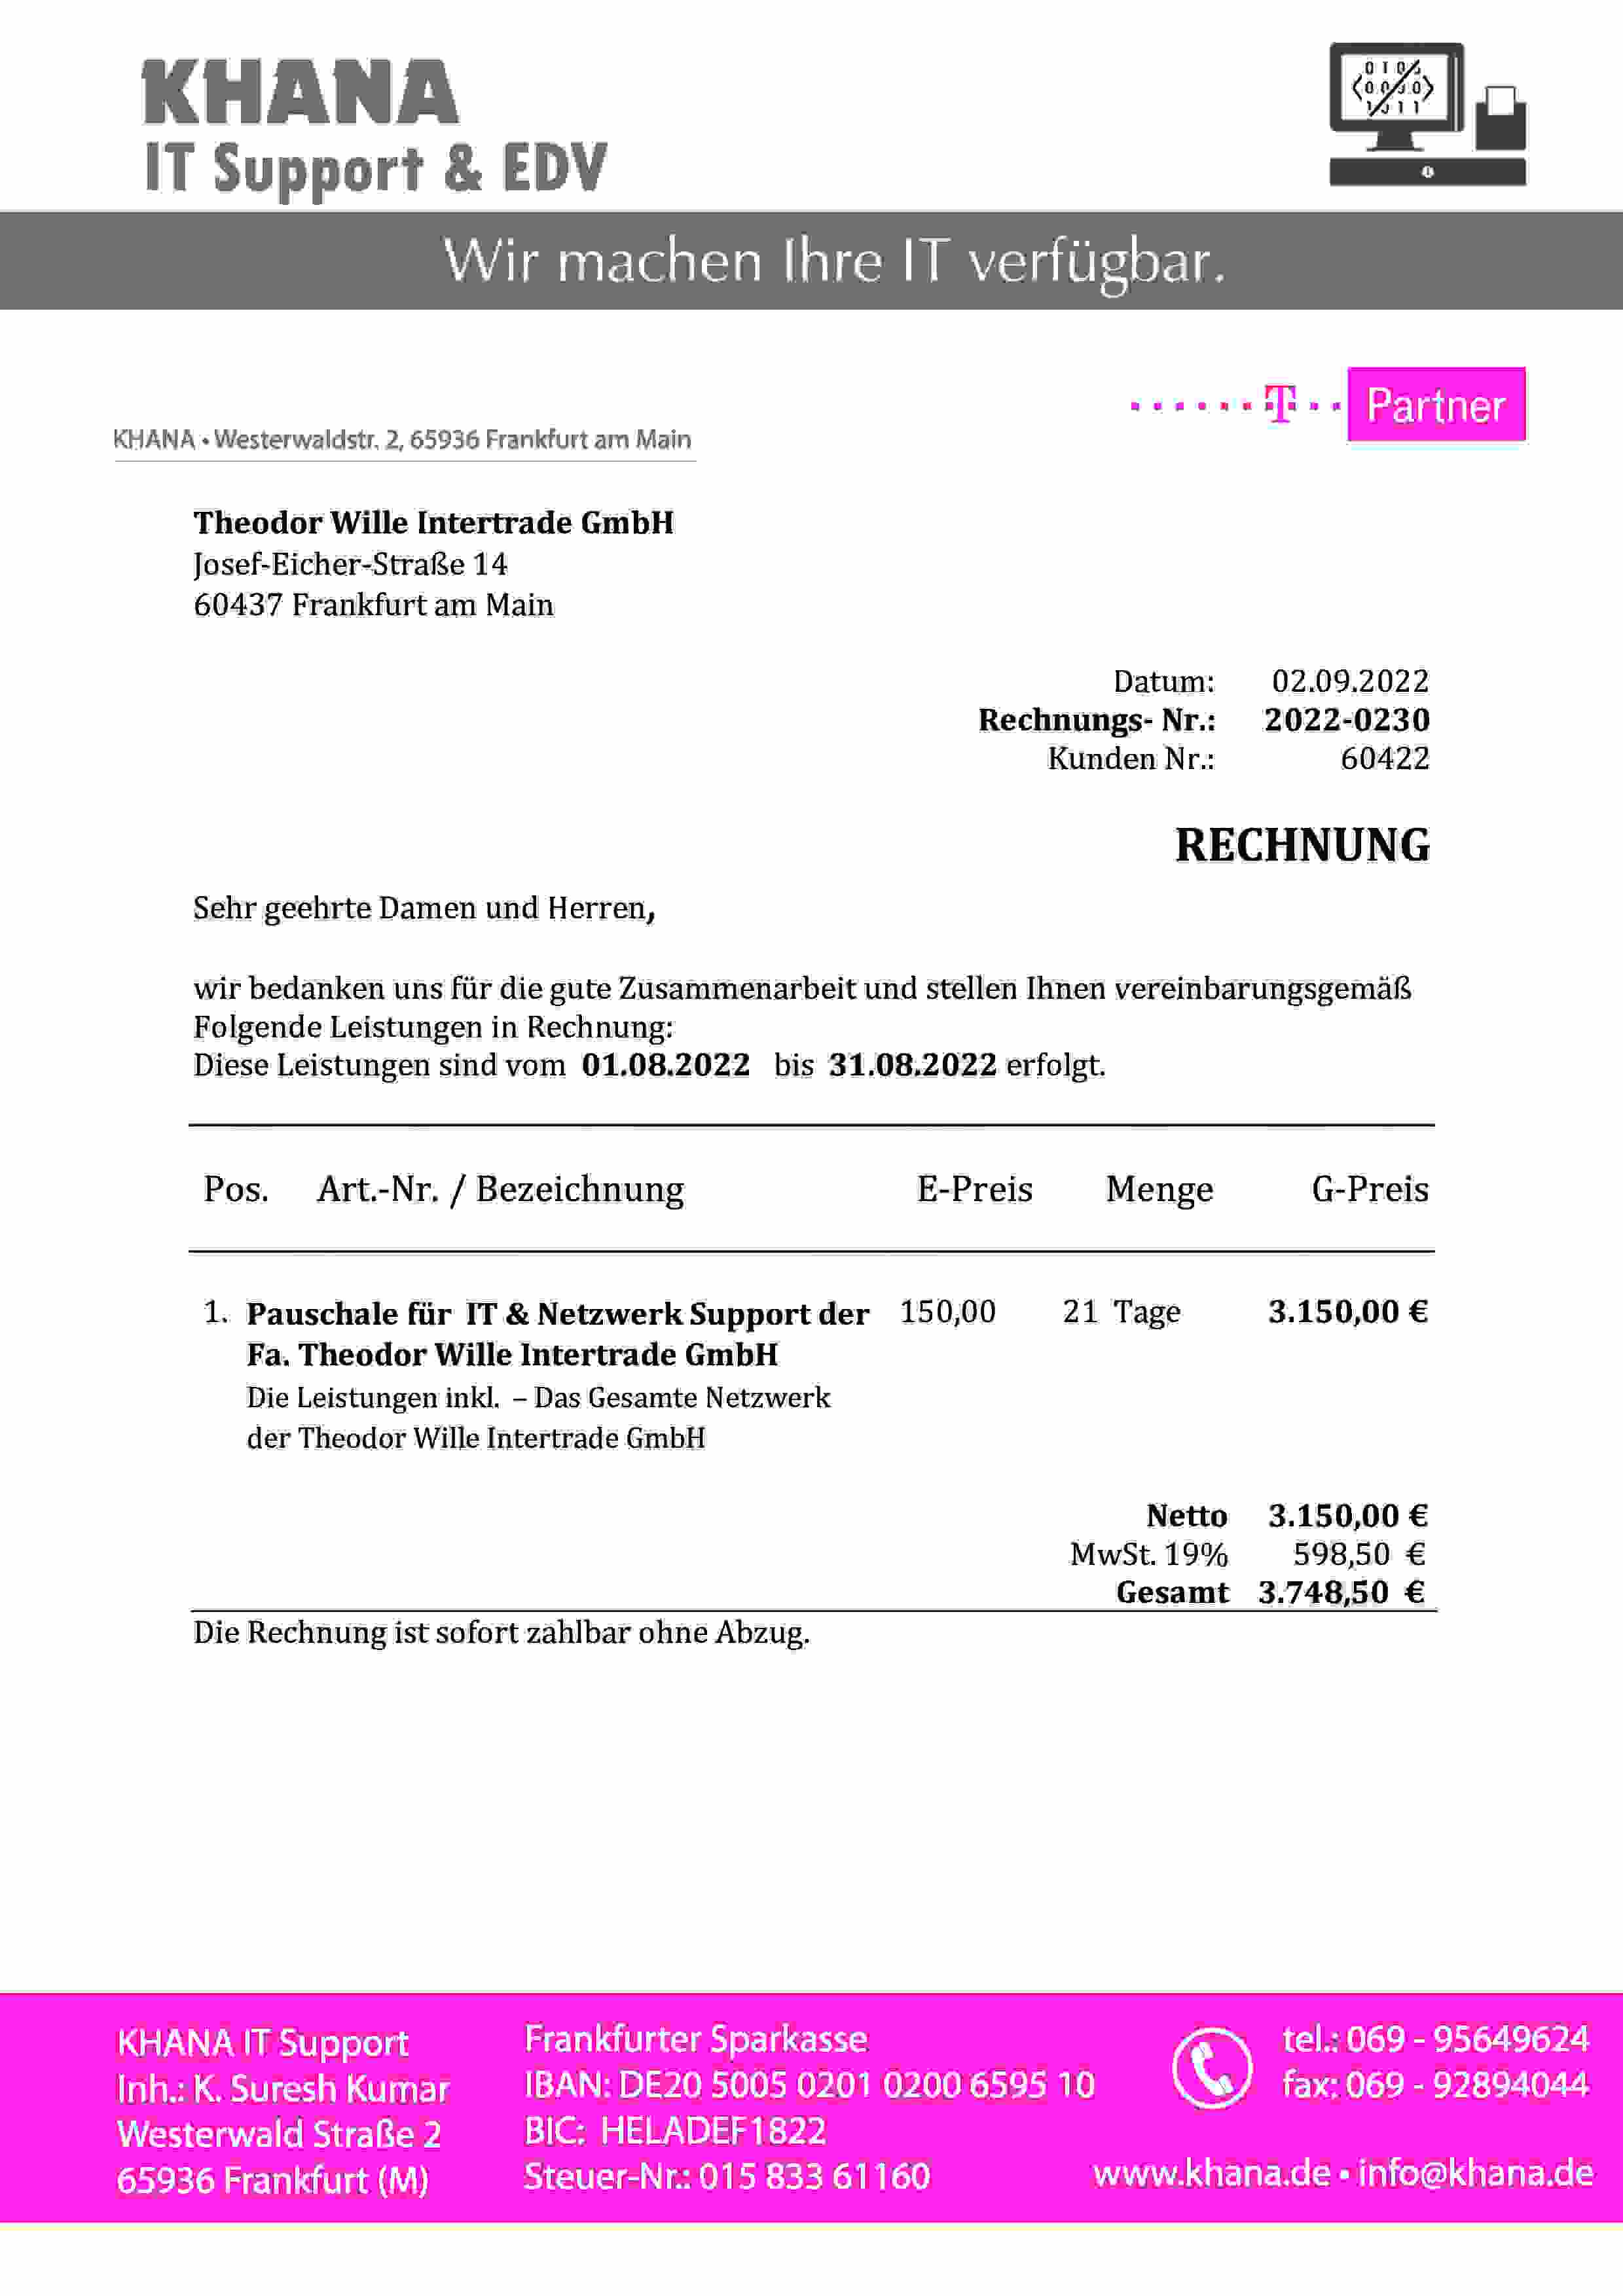 KHANA
IT Support & EDV
Wir machen Ihre IT verfügbar.
T Partner
KHANA • Westerwaldstr. 2, 65936 Frankfurt am Main
Theodor Wille Intertrade GmbH
Josef-Eicher-Straße 14
60437 Frankfurt am Main
Datum: 02.09.2022
Rechnungs- Nr.: 2022-0230
Kunden Nr.: 60422
RECHNUNG
Sehr geehrte Damen und Herren,
wir bedanken uns für die gute Zusammenarbeit und stellen Ihnen vereinbarungsgemäß
Folgende Leistungen in Rechnung:
Diese Leistungen sind vom 01.08.2022 bis 31.08.2022 erfolgt.
Pos. Art.-Nr. / Bezeichnung E-Preis Menge G-Preis
1. Pauschale für IT & Netzwerk Support der 150,00 21 Tage 3.150,00 €
Fa. Theodor Wille Intertrade GmbH
Die Leistungen inkl. – Das Gesamte Netzwerk
der Theodor Wille Intertrade GmbH
Netto 3.150,00 €
MwSt. 19% 598,50 €
Gesamt 3.748,50 €
Die Rechnung ist sofort zahlbar ohne Abzug.
KHANA IT Support
Inh.: K. Suresh Kumar
Westerwald Straße 2
65936 Frankfurt (M)
Frankfurter Sparkasse
IBAN: DE20 5005 0201 0200 6595 10
BIC: HELADEF1822
Steuer-Nr.: 015 833 61160
tel.: 069 - 95649624
fax: 069 - 92894044
www.khana.de • info@khana.de